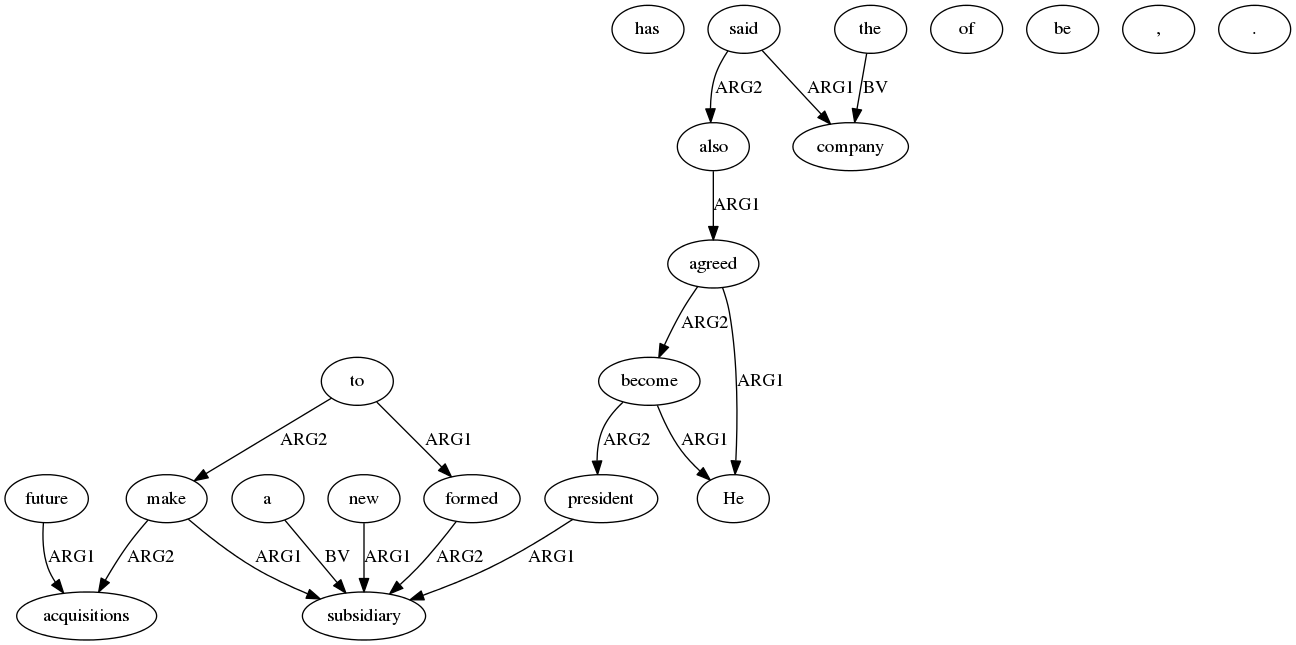 has said the of be , .
ARG2 ARG1 BV
also company
ARG1
agreed
ARG2 ARG1
to become
ARG2 ARG1 ARG2 ARG1
future make a new formed president He
ARG1 ARG2 ARG1 BV ARG1 ARG2 ARG1
acquisitions subsidiary